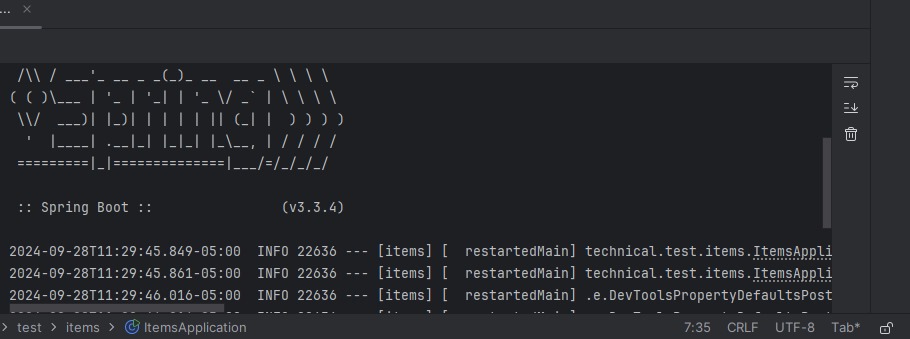 ...
/\\ / ___'_ __ _ _(_)_ __  __ _ \ \ \ \
( ( )\___ | '_ | '_| | '_ \/ _` | \ \ \ \
\\/  ___)| |_)| | | | | || (_| |  ) ) ) )
'  |____| .__|_| |_|_| |_\__, | / / / /
=========|_|==============|___/=/_/_/_/
:: Spring Boot ::                (v3.3.4)
2024-09-28T11:29:45.849-05:00  INFO 22636 --- [items] [  restartedMain] technical.test.items.ItemsAppli
2024-09-28T11:29:45.861-05:00  INFO 22636 --- [items] [  restartedMain] technical.test.items.ItemsAppli
2024-09-28T11:29:46.016-05:00  INFO 22636 --- [items] [  restartedMain] .e.DevToolsPropertyDefaultsPost
test > items > ItemsApplication 7:35 CRLF UTF-8 Tab*